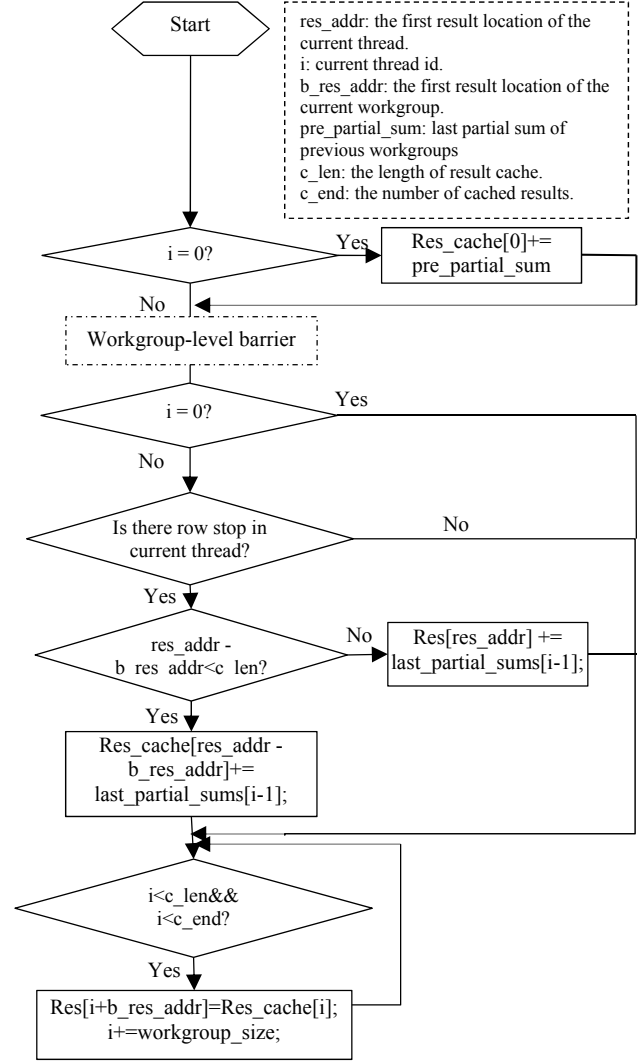 Start
res_addr: the first result location of the
current thread.
i: current thread id.
b_res_addr: the first result location of the
current workgroup.
pre_partial_sum: last partial sum of
previous workgroups
c_len: the length of result cache.
c_end: the number of cached results.
i = 0?
Yes
Res_cache[0]+=
pre_partial_sum
No
Workgroup-level barrier
i = 0?
Yes
No
Is there row stop in
current thread?
No
Yes
res_addr -
b_res_addr<c_len?
No
Res[res_addr] +=
last_partial_sums[i-1];
Yes
Res_cache[res_addr -
b_res_addr]+=
last_partial_sums[i-1];
i<c_len&&
i<c_end?
Yes
Res[i+b_res_addr]=Res_cache[i];
i+=workgroup_size;